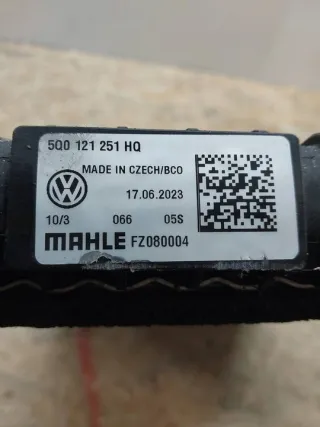 5Q0 121 251 HQ
MADE IN CZECH/BCO
17.06.2023
10/3 066 05S
MAHLE FZ080004